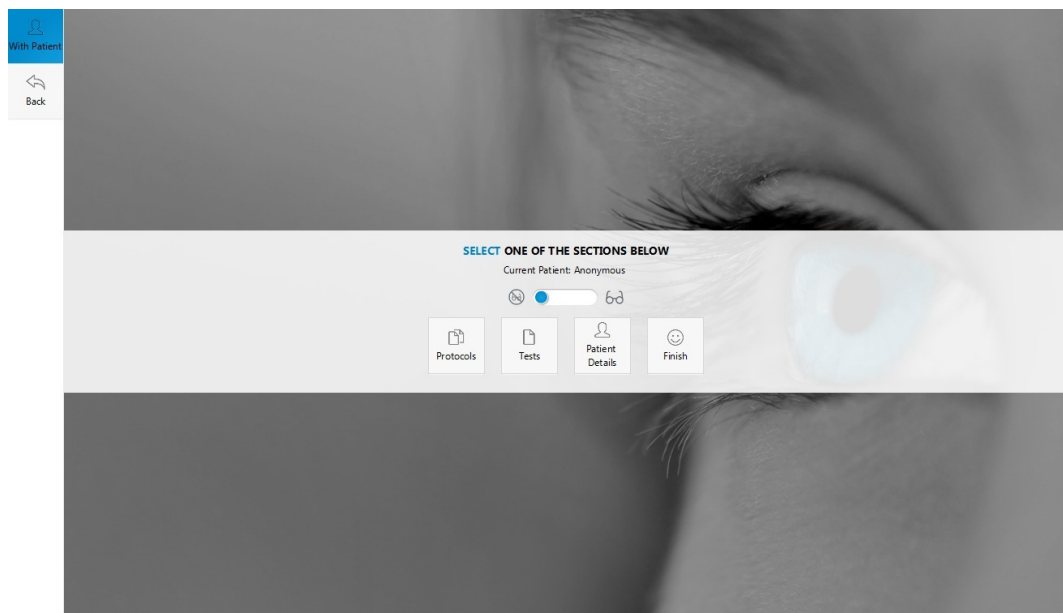 With Patient
Back
SELECT ONE OF THE SECTIONS BELOW
Current Patient: Anonymous
Protocols
Tests
Patient
Details
Finish